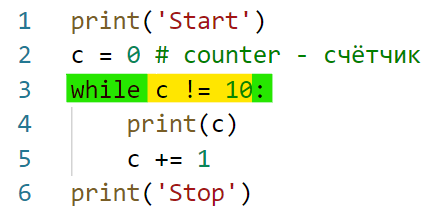 1 print('Start')
2 c = 0 # counter - счётчик
3 while c != 10:
4     print(c)
5     c += 1
6 print('Stop')